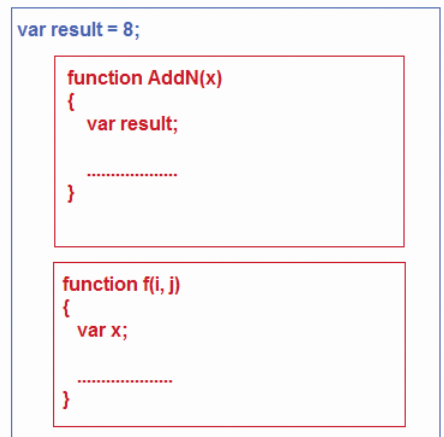 var result = 8;
function AddN(x)
{
var result;
...................
}
function f(i, j)
{
var x;
....................
}